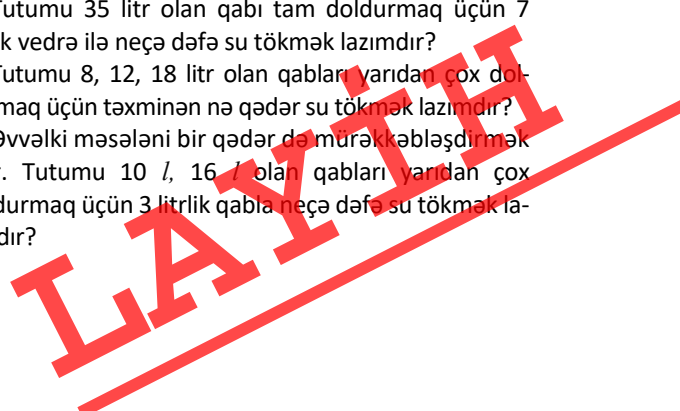 Tutumu 35 litr olan qabı tam doldurmaq üçün 7
k vedrə ilə neçə dəfə su tökmək lazımdır?
Tutumu 8, 12, 18 litr olan qabları yarıdan çox dol-
maq üçün təxminən nə qədər su tökmək lazımdır?
Əvvəlki məsələni bir qədər də mürəkkəbləşdirmək
. Tutumu 10 l, 16 l olan qabları yarıdan çox
durmaq üçün 3 litrlik qabla neçə dəfə su tökmək la-
dır?
LAYİH